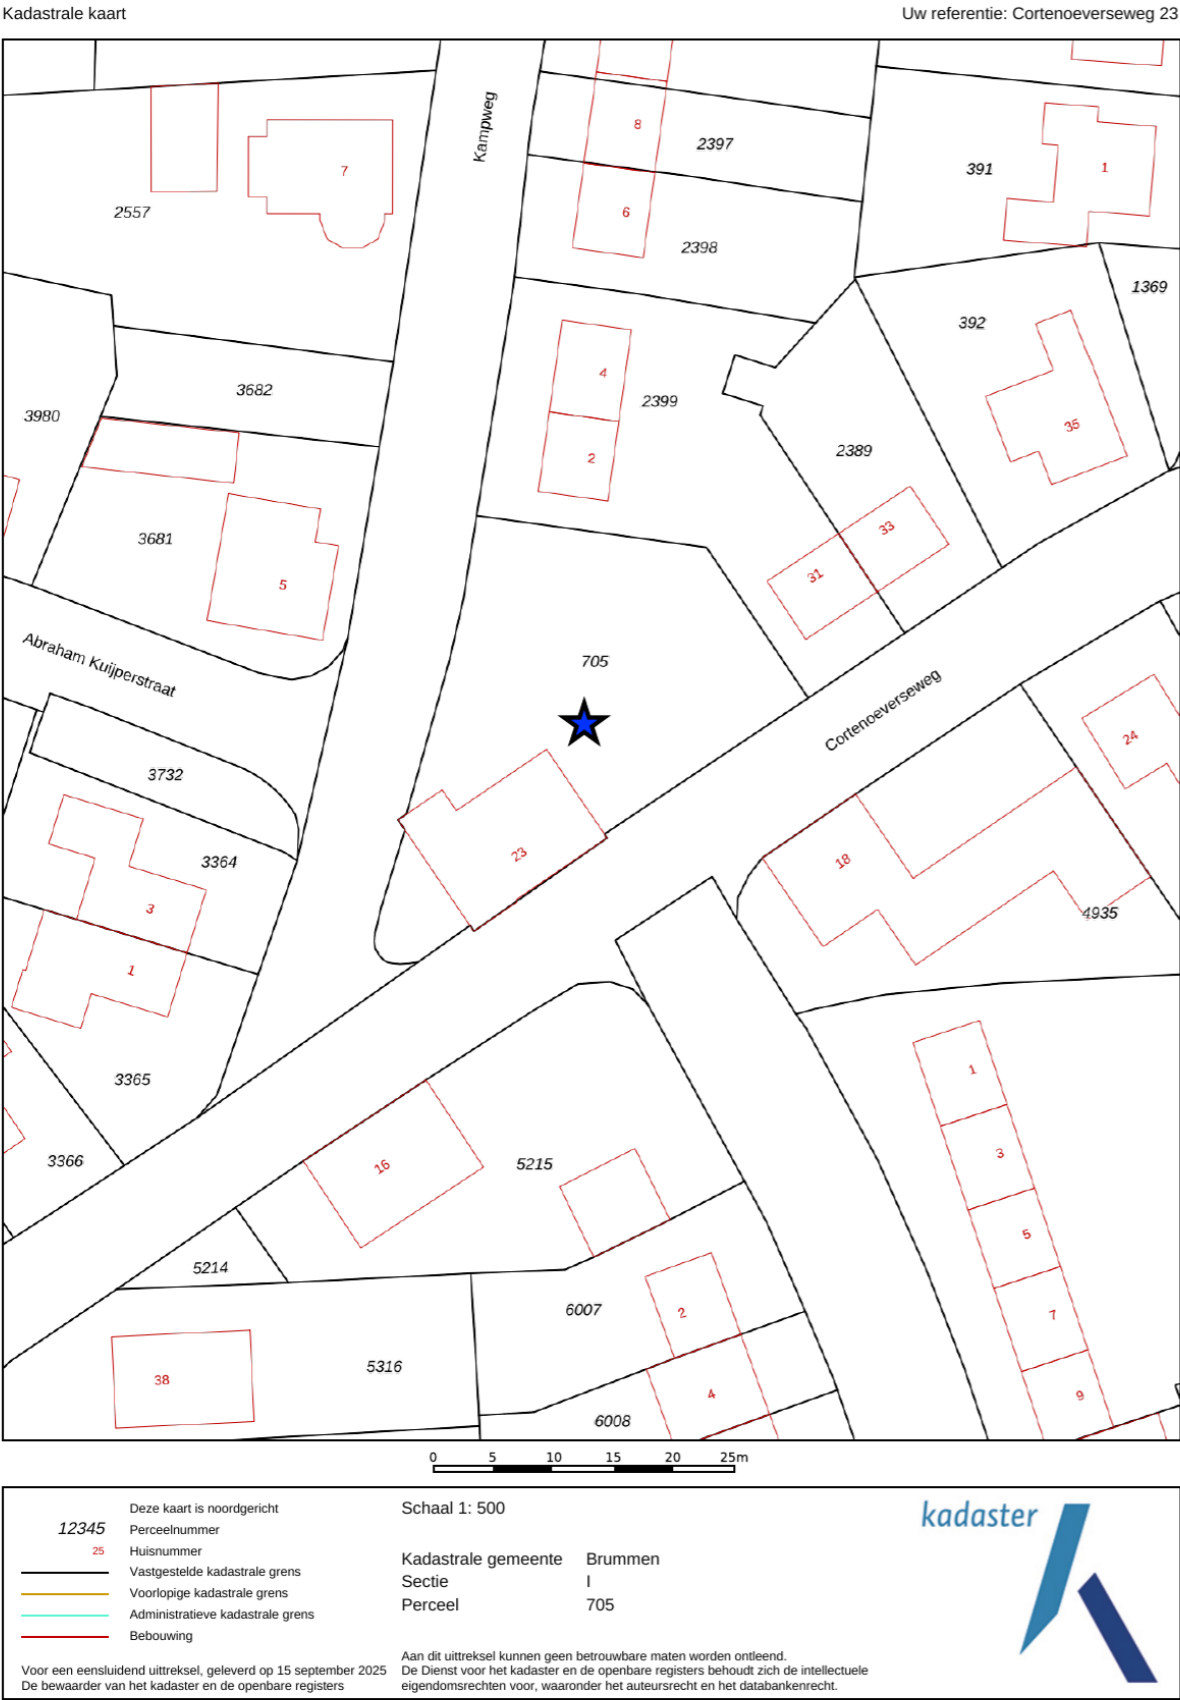 Kadastrale kaart
Uw referentie: Cortenoeverseweg 23
Kampweg
8
2397
391
1
7
2557
6
2398
1369
392
4
2399
3682
3980
35
2389
2
33
3681
31
5
705
Abraham Kuijperstraat
Cortenoeverseweg
24
3732
23
18
3364
3
4935
1
3365
1
3
3366
16
5215
5
5214
6007
2
7
5316
38
4
9
6008
0 5 10 15 20 25m
Deze kaart is noordgericht
12345 Perceelnummer
25 Huisnummer
Vastgestelde kadastrale grens
Voorlopige kadastrale grens
Administratieve kadastrale grens
Bebouwing
Voor een eensluidend uittreksel, geleverd op 15 september 2025
De bewaarder van het kadaster en de openbare registers
Schaal 1: 500
Kadastrale gemeente Brummen
Sectie I
Perceel 705
Aan dit uittreksel kunnen geen betrouwbare maten worden ontleend.
De Dienst voor het kadaster en de openbare registers behoudt zich de intellectuele
eigendomsrechten voor, waaronder het auteursrecht en het databankenrecht.
kadaster